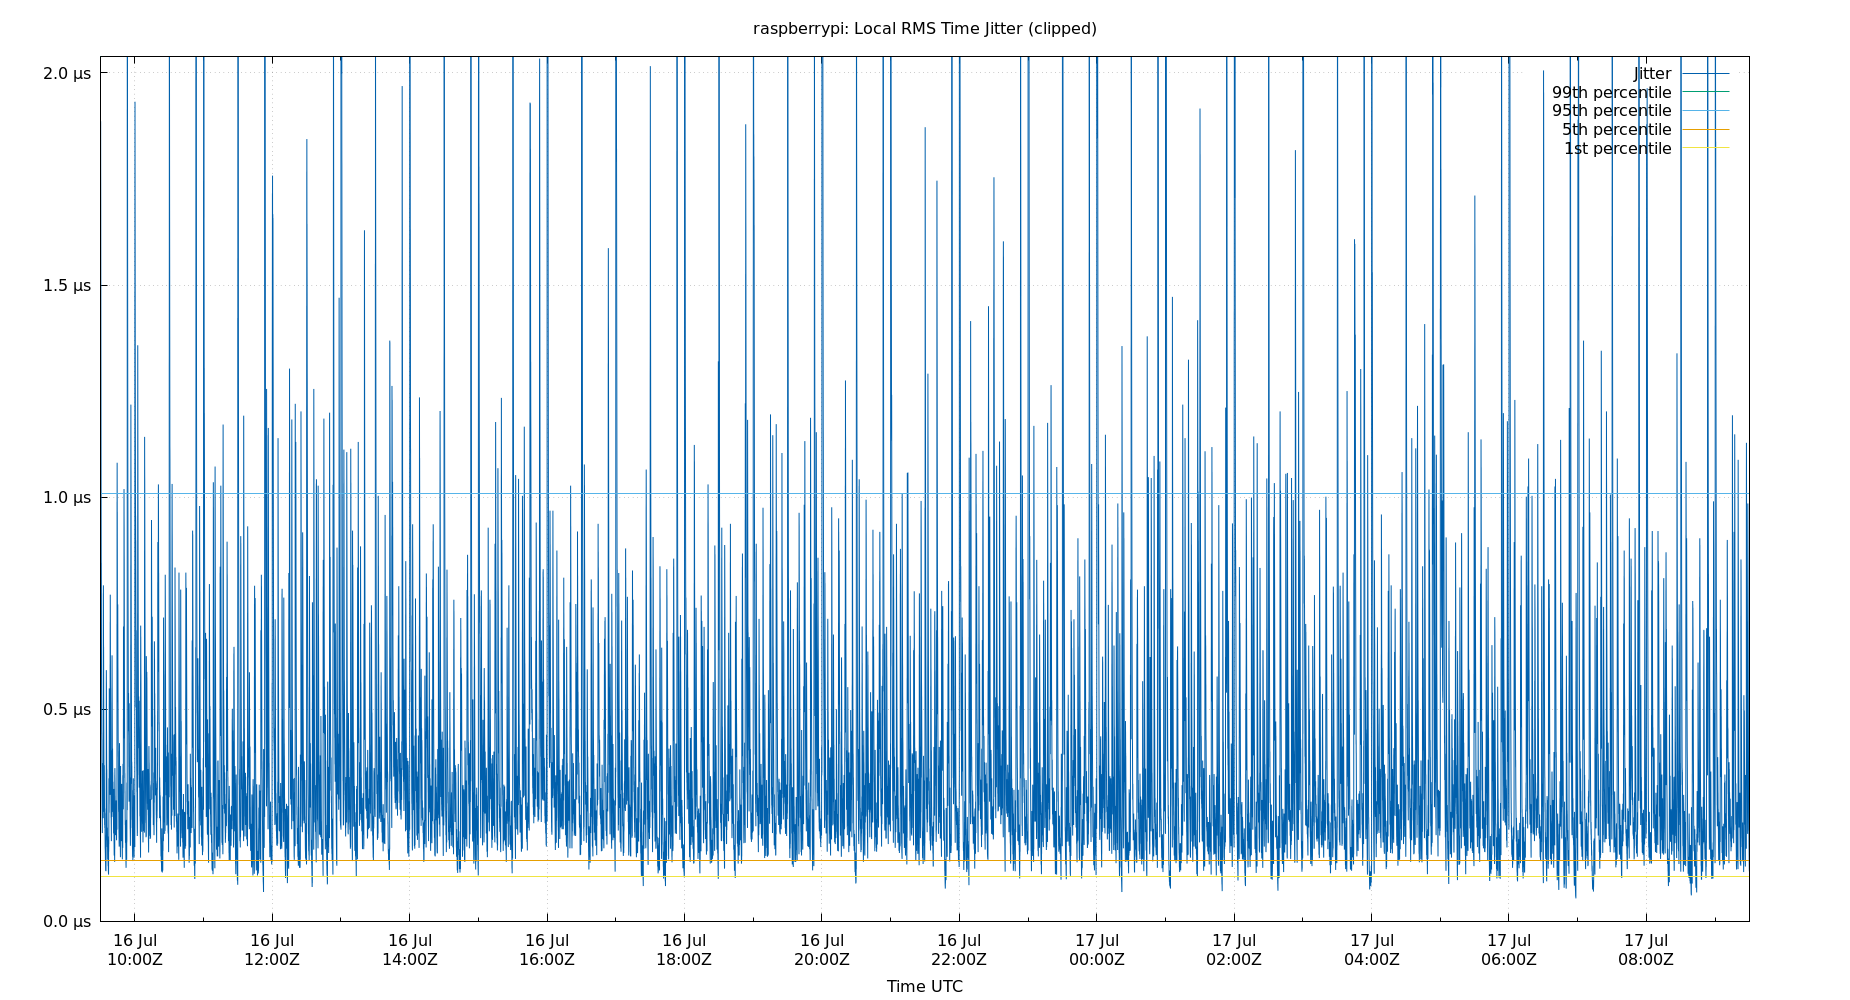 raspberrypi: Local RMS Time Jitter (clipped)
2.0 µs
1.5 µs
1.0 µs
0.5 µs
0.0 µs
Jitter
99th percentile
95th percentile
5th percentile
1st percentile
16 Jul 16 Jul 16 Jul 16 Jul 16 Jul 16 Jul 16 Jul 17 Jul 17 Jul 17 Jul 17 Jul 17 Jul
10:00Z 12:00Z 14:00Z 16:00Z 18:00Z 20:00Z 22:00Z 00:00Z 02:00Z 04:00Z 06:00Z 08:00Z
Time UTC